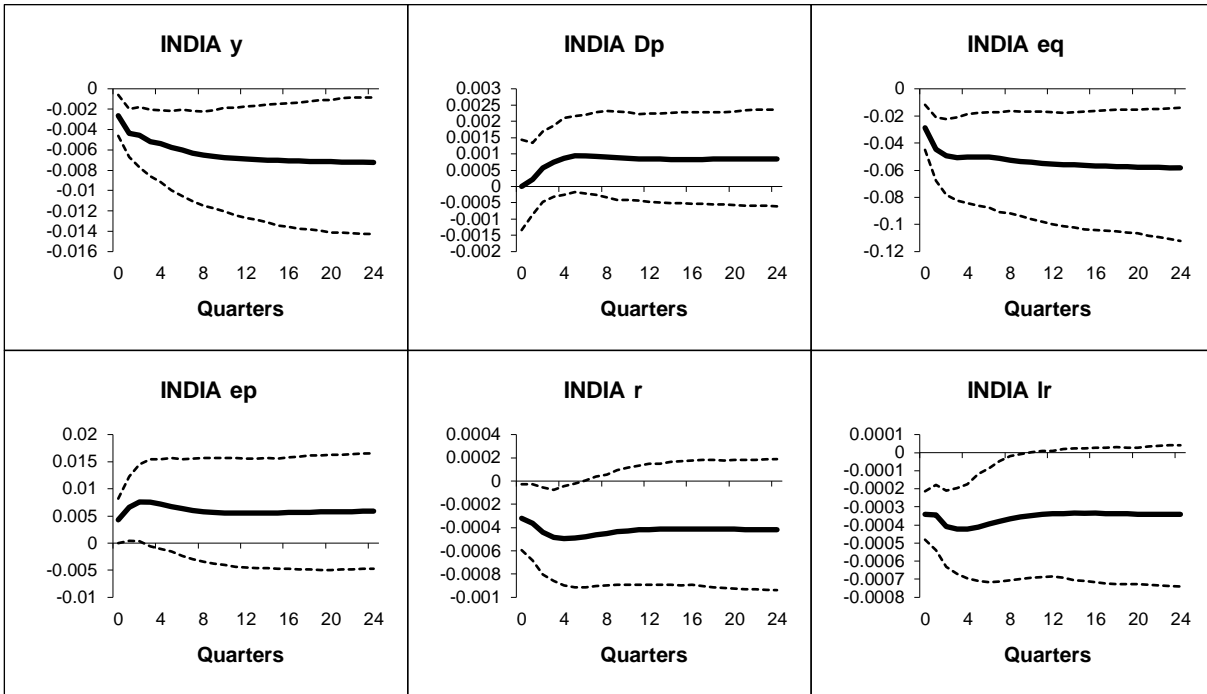 INDIA y
0
-0.002
-0.004
-0.006
-0.008
-0.01
-0.012
-0.014
-0.016
0 4 8 12 16 20 24
Quarters
INDIA Dp
0.003
0.0025
0.002
0.0015
0.001
0.0005
0
-0.0005
-0.001
-0.0015
-0.002
0 4 8 12 16 20 24
Quarters
INDIA eq
0
-0.02
-0.04
-0.06
-0.08
-0.1
-0.12
0 4 8 12 16 20 24
Quarters
INDIA ep
0.02
0.015
0.01
0.005
0
-0.005
-0.01
0 4 8 12 16 20 24
Quarters
INDIA r
0.0004
0.0002
0
-0.0002
-0.0004
-0.0006
-0.0008
-0.001
0 4 8 12 16 20 24
Quarters
INDIA lr
0.0001
0
-0.0001
-0.0002
-0.0003
-0.0004
-0.0005
-0.0006
-0.0007
-0.0008
0 4 8 12 16 20 24
Quarters